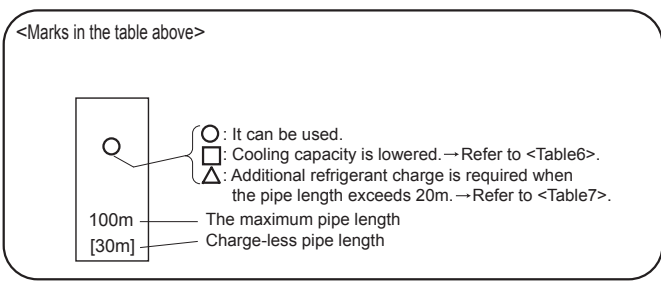 <Marks in the table above>
○: It can be used.
□: Cooling capacity is lowered.→Refer to <Table6>.
△: Additional refrigerant charge is required when
the pipe length exceeds 20m.→Refer to <Table7>.
○
100m
The maximum pipe length
[30m]
Charge-less pipe length